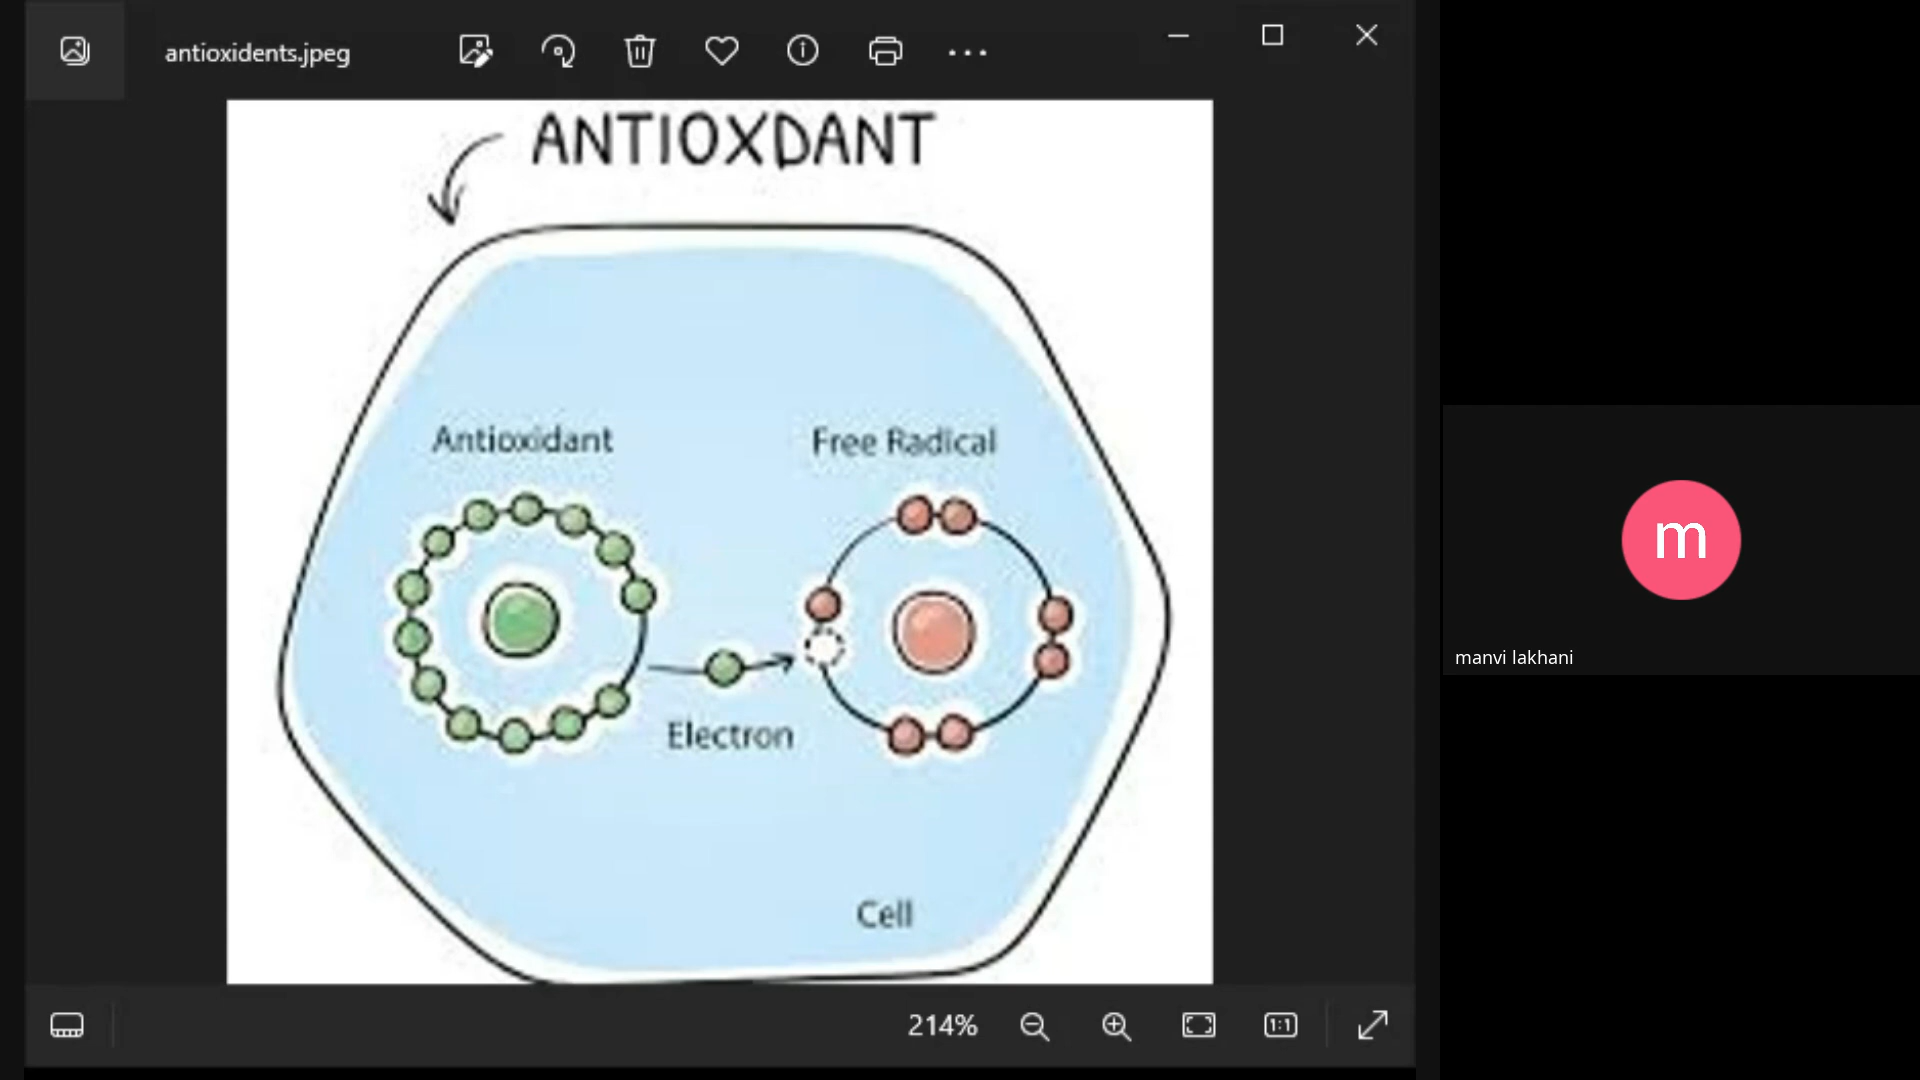 antioxidents.jpeg
ANTIOXDANT
Antioxidant
Free Radical
Electron
Cell
214%
1:1
m
manvi lakhani